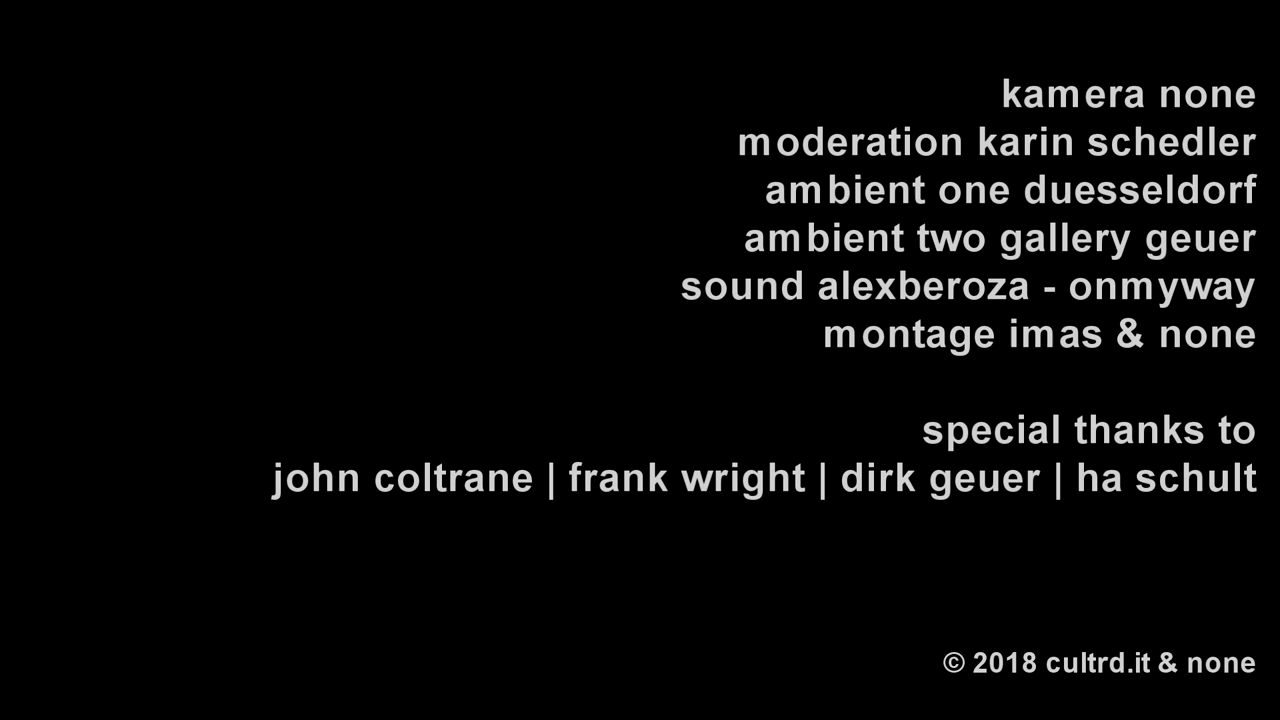 kamera none
moderation karin schedler
ambient one duesseldorf
ambient two gallery geuer
sound alexberoza - onmyway
montage imas & none
special thanks to
john coltrane | frank wright | dirk geuer | ha schult
© 2018 cultrd.it & none